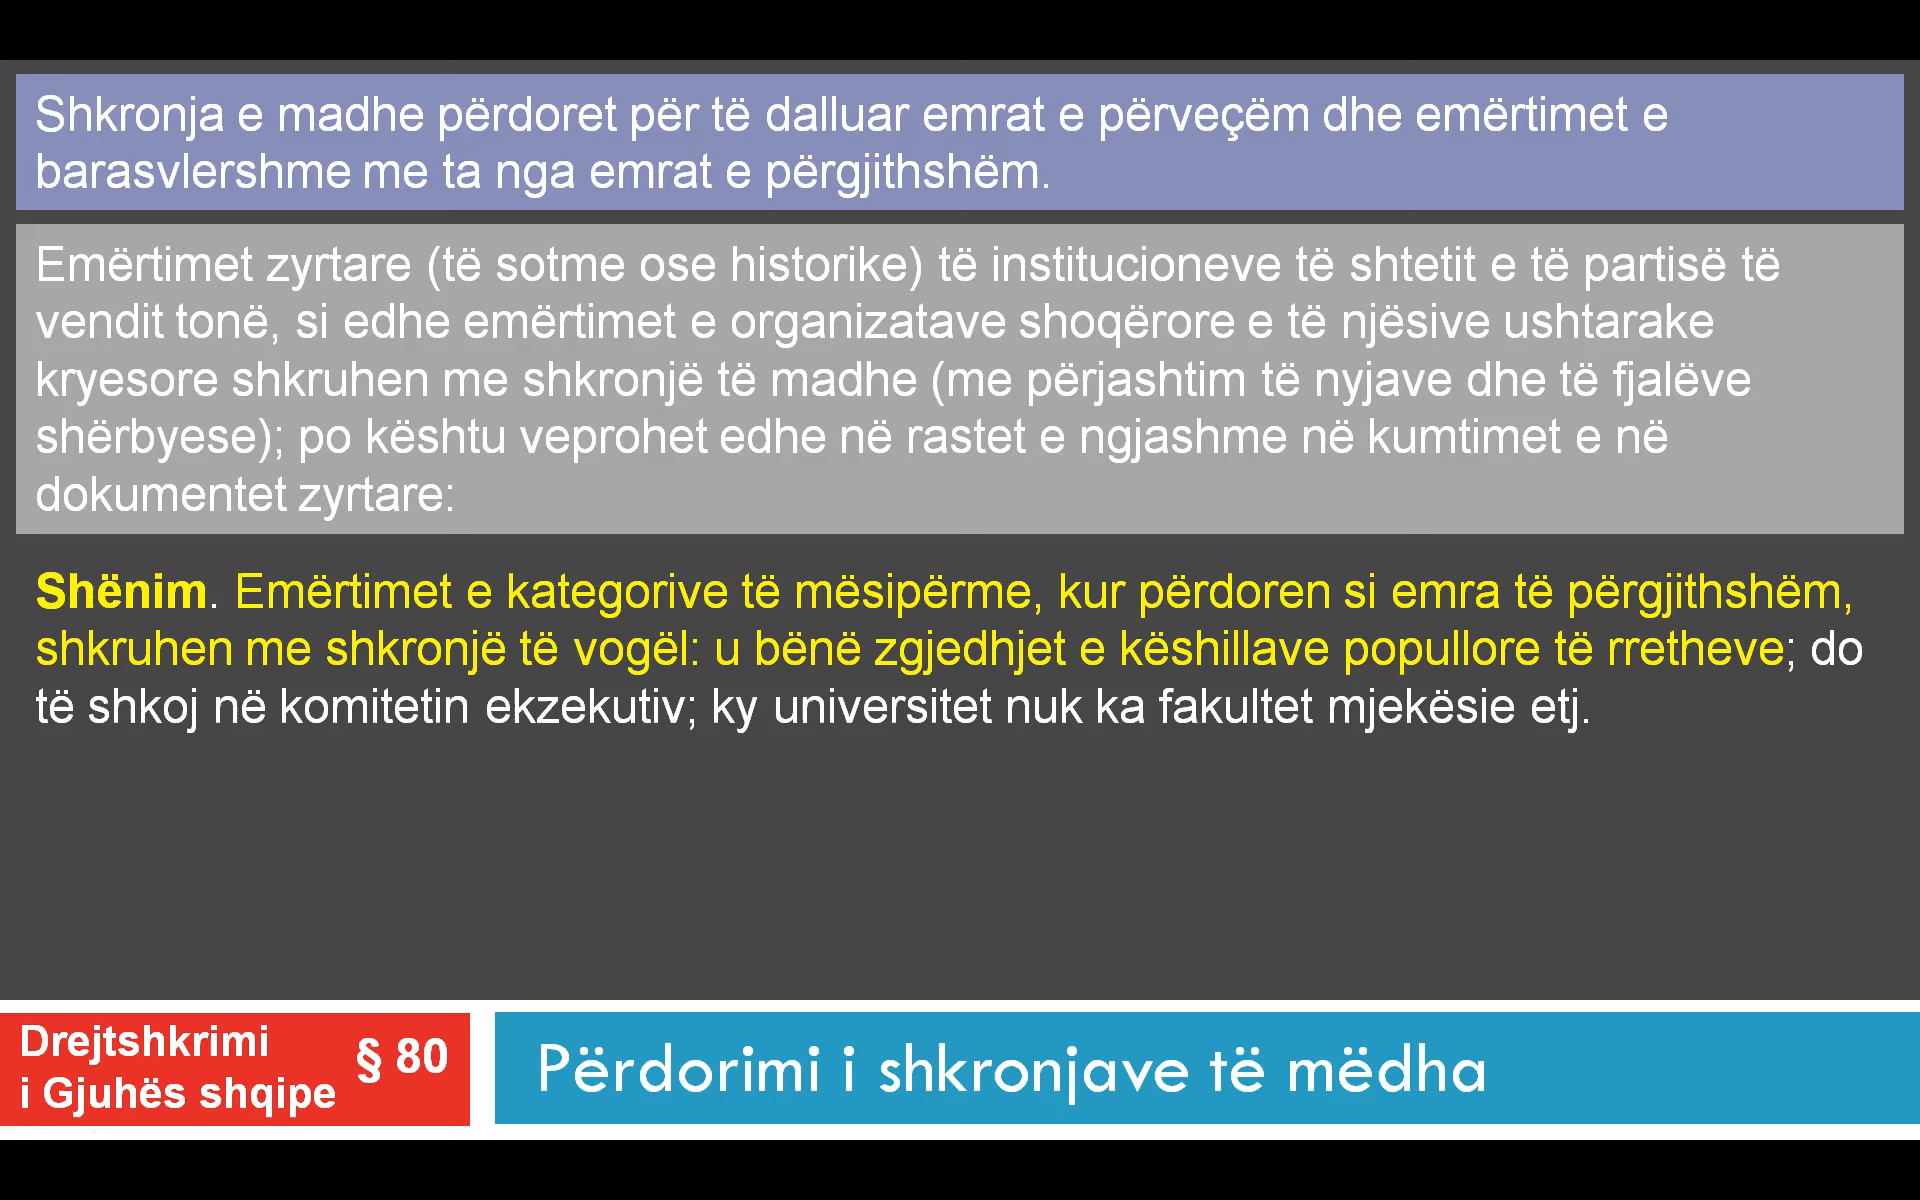 Shkronja e madhe përdoret për të dalluar emrat e përveçëm dhe emërtimet e
barasvlershme me ta nga emrat e përgjithshëm.
Emërtimet zyrtare (të sotme ose historike) të institucioneve të shtetit e të partisë të
vendit tonë, si edhe emërtimet e organizatave shoqërore e të njësive ushtarake
kryesore shkruhen me shkronjë të madhe (me përjashtim të nyjave dhe të fjalëve
shërbyese); po kështu veprohet edhe në rastet e ngjashme në kumtimet e në
dokumentet zyrtare:
Shënim. Emërtimet e kategorive të mësipërme, kur përdoren si emra të përgjithshëm,
shkruhen me shkronjë të vogël: u bënë zgjedhjet e këshillave popullore të rretheve; do
të shkoj në komitetin ekzekutiv; ky universitet nuk ka fakultet mjekësie etj.
Drejtshkrimi
i Gjuhës shqipe
§ 80
Përdorimi i shkronjave të mëdha